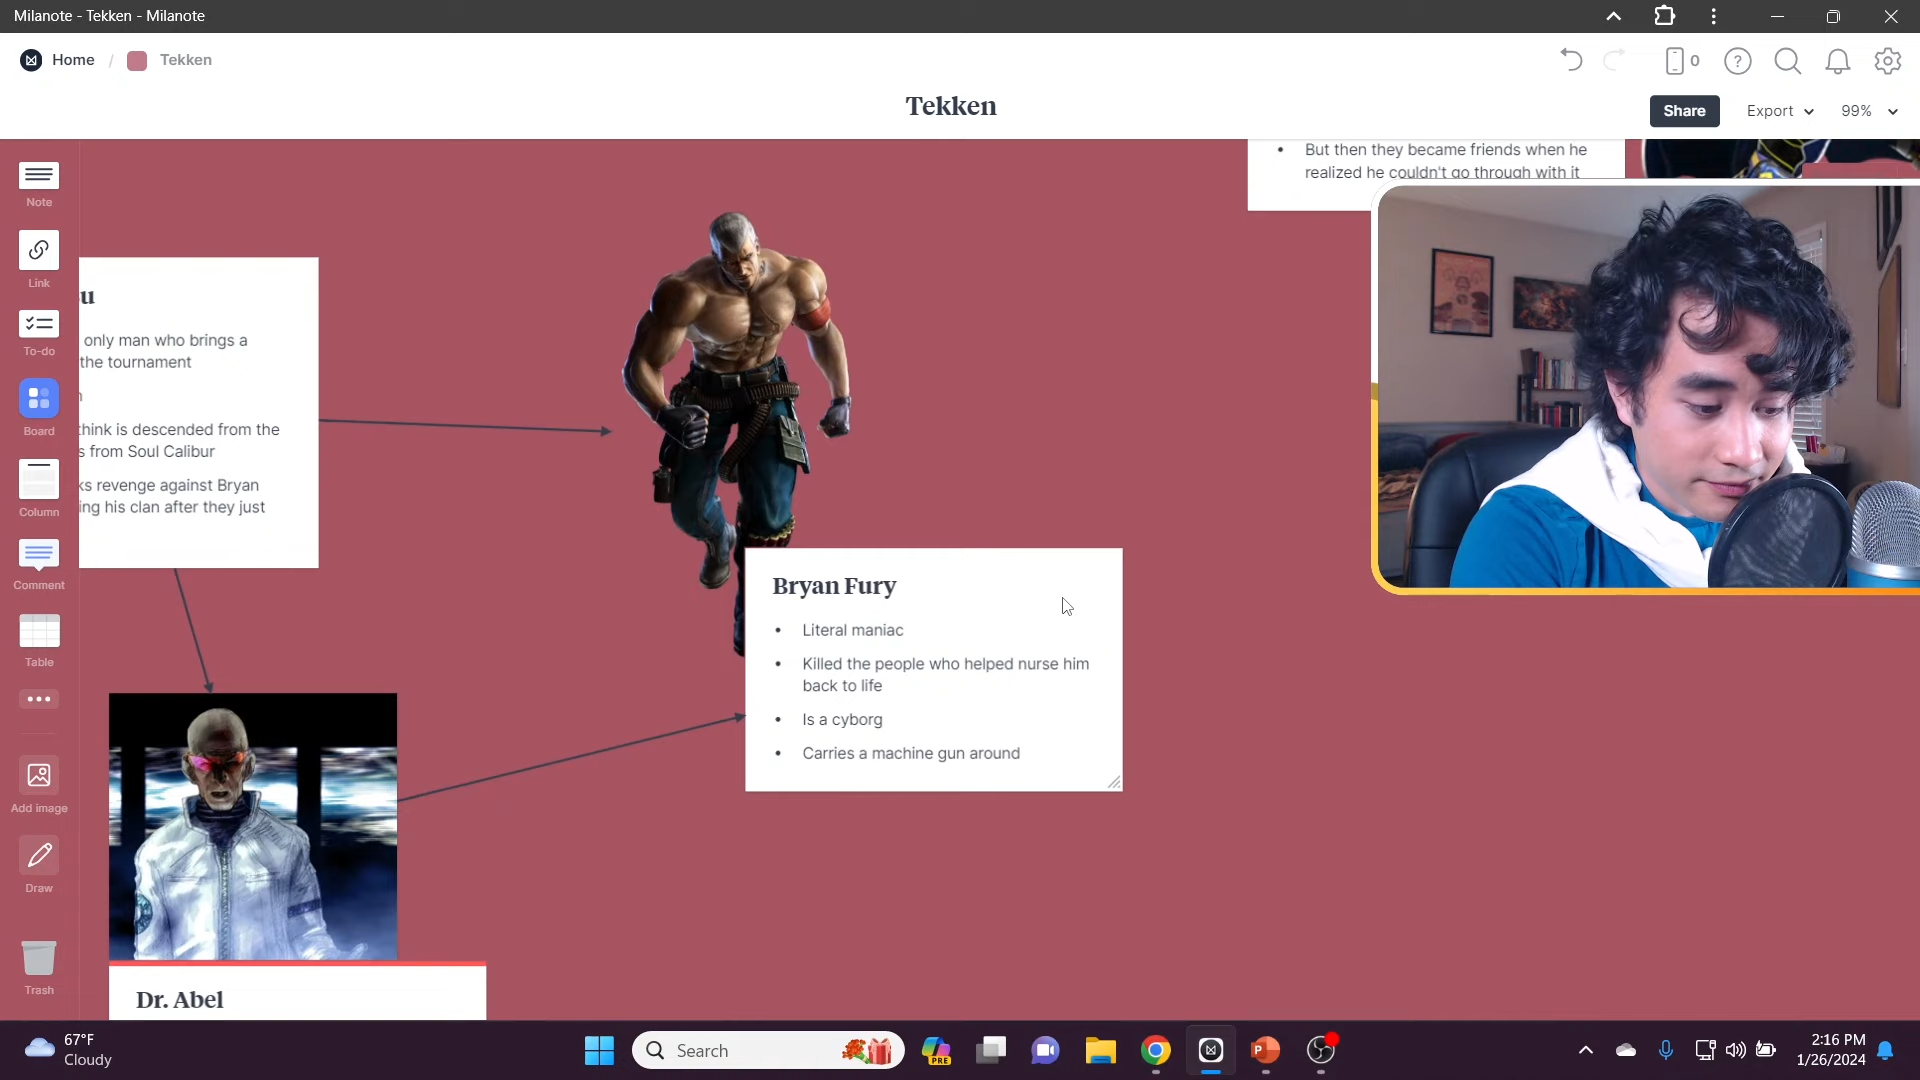 Milanote - Tekken - Milanote
Home / Tekken
0
Tekken
Share
Export
99%
Note
Link
To-do
Board
Column
Comment
Table
Add image
Draw
Trash
But then they became friends when he
realized he couldn't go through with it
u
only man who brings a
the tournament
think is descended from the
s from Soul Calibur
ks revenge against Bryan
ing his clan after they just
Bryan Fury
• Literal maniac
• Killed the people who helped nurse him
back to life
• Is a cyborg
• Carries a machine gun around
Dr. Abel
67°F
Cloudy
Search
PRE
2:16 PM
1/26/2024